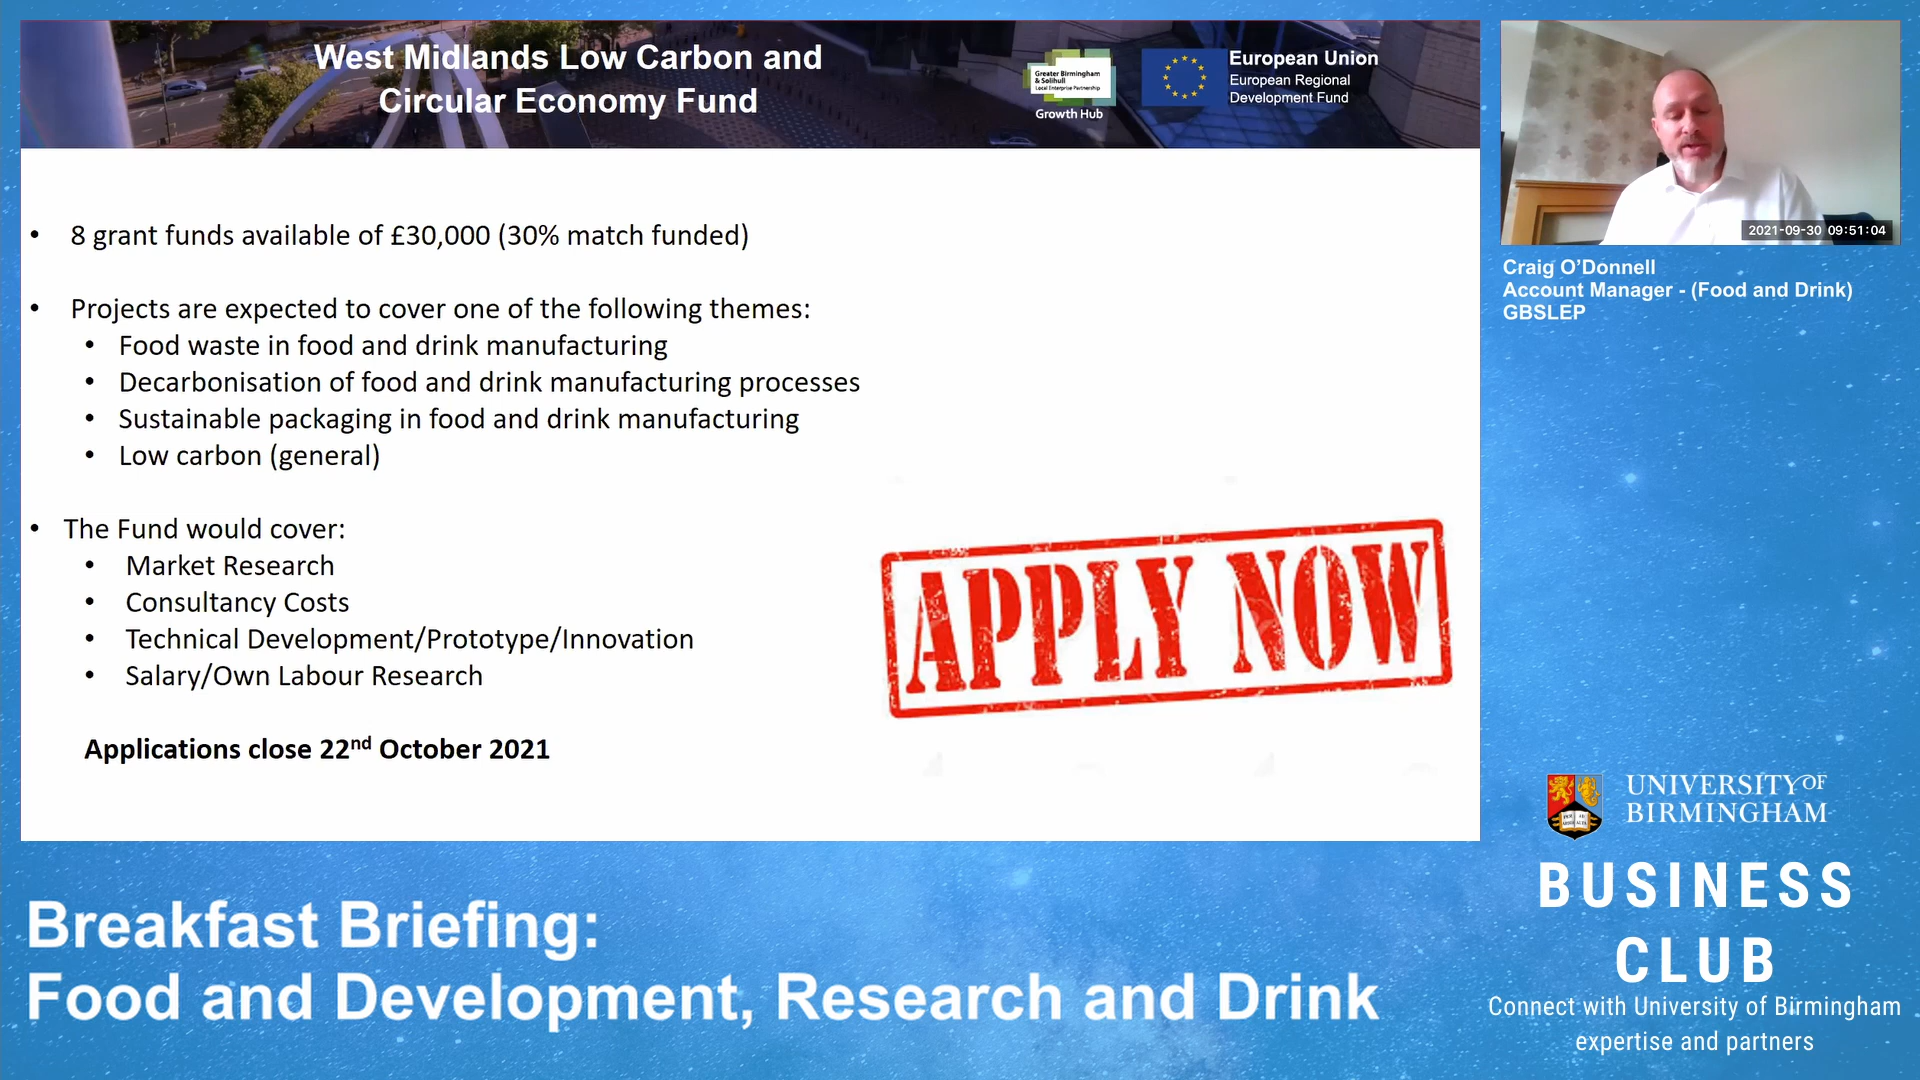 West Midlands Low Carbon and
Circular Economy Fund
Greater Birmingham
& Solihull
Local Enterprise Partnership
Growth Hub
European Union
European Regional
Development Fund
• 8 grant funds available of £30,000 (30% match funded)
• Projects are expected to cover one of the following themes:
• Food waste in food and drink manufacturing
• Decarbonisation of food and drink manufacturing processes
• Sustainable packaging in food and drink manufacturing
• Low carbon (general)
• The Fund would cover:
• Market Research
• Consultancy Costs
• Technical Development/Prototype/Innovation
• Salary/Own Labour Research
Applications close 22nd October 2021
APPLY NOW
2021-09-30 09:51:04
Craig O’Donnell
Account Manager - (Food and Drink)
GBSLEP
UNIVERSITY OF
BIRMINGHAM
BUSINESS
CLUB
Connect with University of Birmingham
expertise and partners
Breakfast Briefing:
Food and Development, Research and Drink